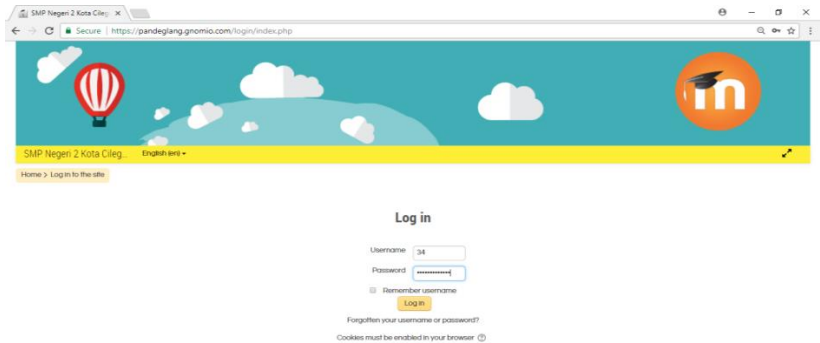 SMP Negeri 2 Kota Cileg
Secure | https://pandeglang.gnomio.com/login/index.php
m
SMP Negeri 2 Kota Cileg... English (en)
Home > Log in to the site
Log in
Username 34
Password
Remember username
Log in
Forgotten your username or password?
Cookies must be enabled in your browser